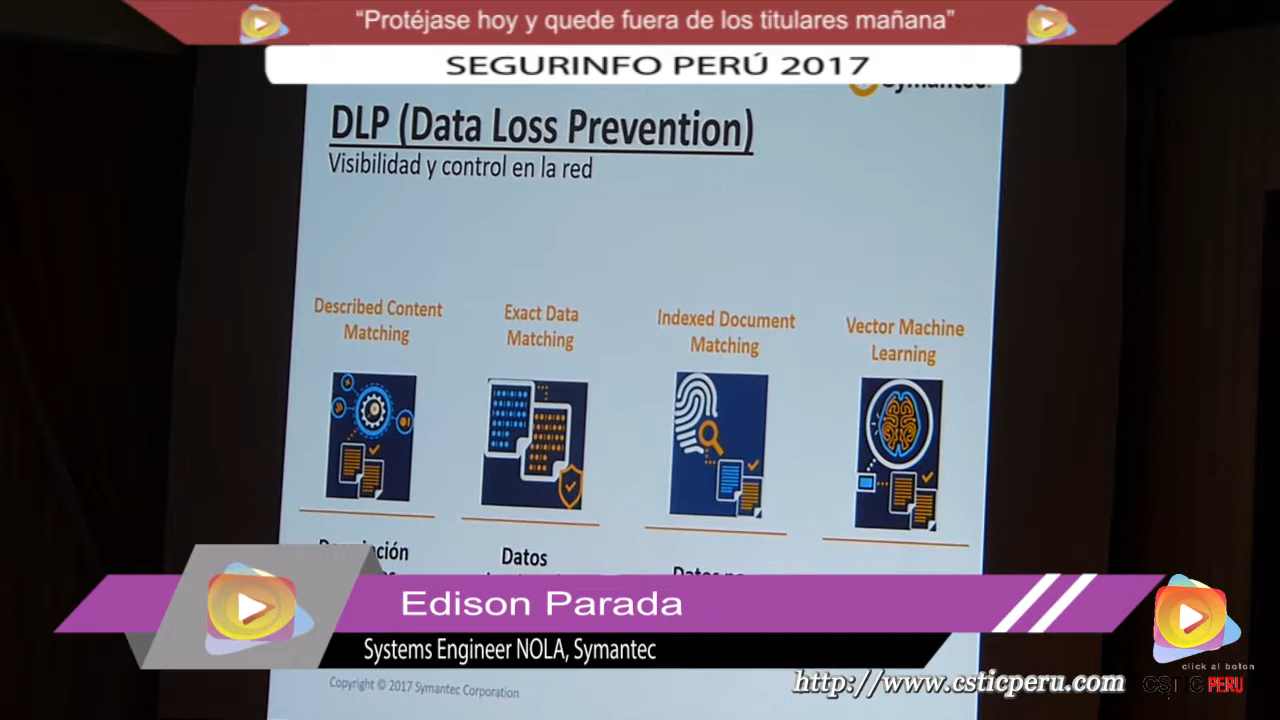 “Protéjase hoy y quede fuera de los titulares mañana”
SEGURINFO PERÚ 2017
Symantec.
DLP (Data Loss Prevention)
Visibilidad y control en la red
Described Content
Matching
Exact Data
Matching
Indexed Document
Matching
Vector Machine
Learning
Datos
Edison Parada
Systems Engineer NOLA, Symantec
Copyright © 2017 Symantec Corporation
http://www.csticperu.com
click al boton
CSTIC PERU